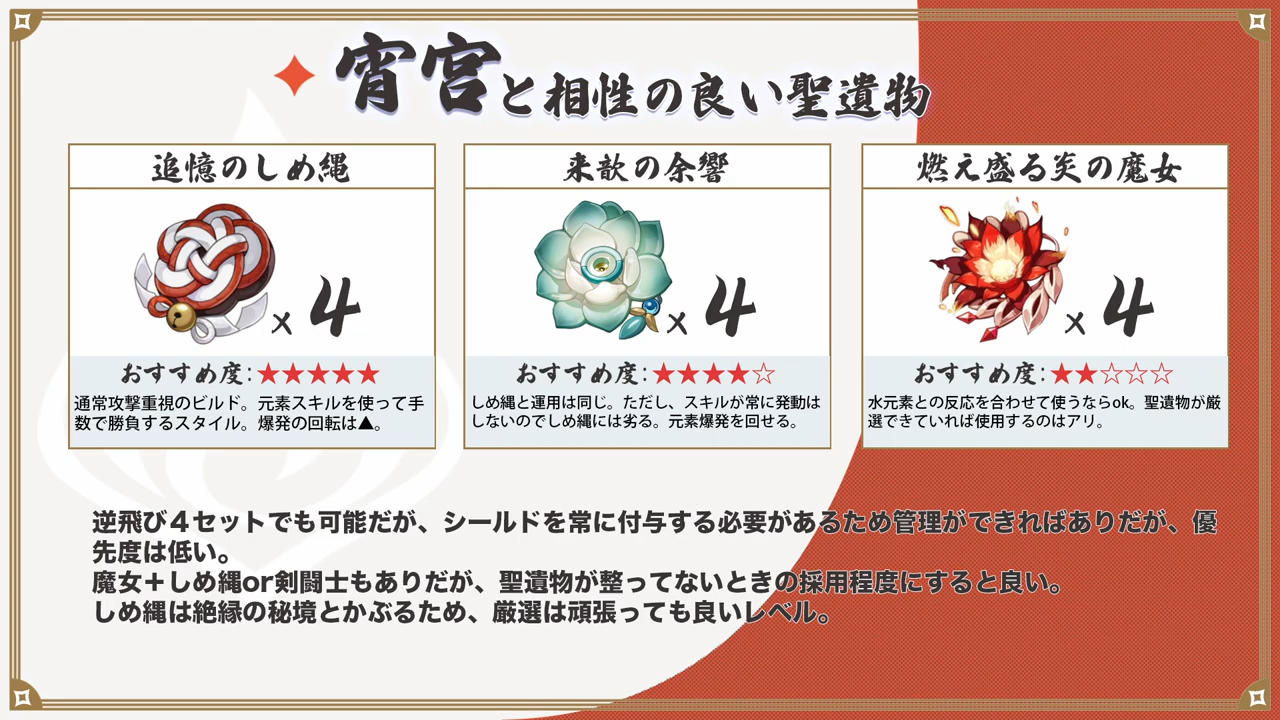 宵宮と相性の良い聖遺物
追憶のしめ縄
×4
おすすめ度:★★★★★
通常攻撃重視のビルド。元素スキルを使って手
数で勝負するスタイル。爆発の回転は▲。
来歆の余響
×4
おすすめ度:★★★★☆
しめ縄と運用は同じ。ただし、スキルが常に発動は
しないのでしめ縄には劣る。元素爆発を回せる。
燃え盛る炎の魔女
×4
おすすめ度:★★☆☆☆
水元素との反応を合わせて使うならok。聖遺物が厳
選できていれば使用するのはアリ。
逆飛び４セットでも可能だが、シールドを常に付与する必要があるため管理ができればありだが、優
先度は低い。
魔女＋しめ縄or剣闘士もありだが、聖遺物が整ってないときの採用程度にすると良い。
しめ縄は絶縁の秘境とかぶるため、厳選は頑張っても良いレベル。